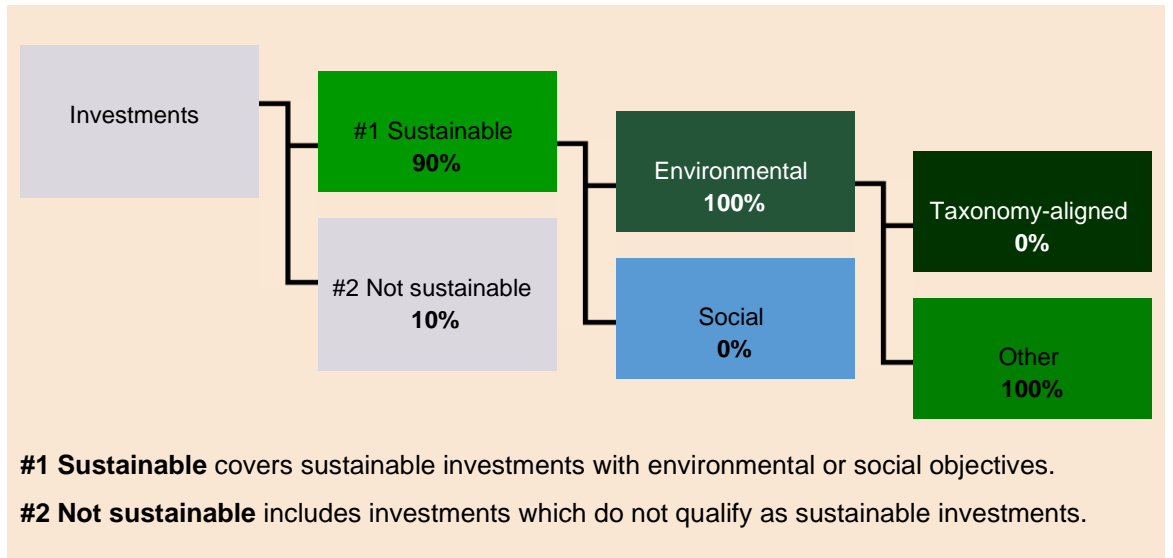 Investments
#1 Sustainable
90%
#2 Not sustainable
10%
Environmental
100%
Social
0%
Taxonomy-aligned
0%
Other
100%
#1 Sustainable covers sustainable investments with environmental or social objectives.
#2 Not sustainable includes investments which do not qualify as sustainable investments.